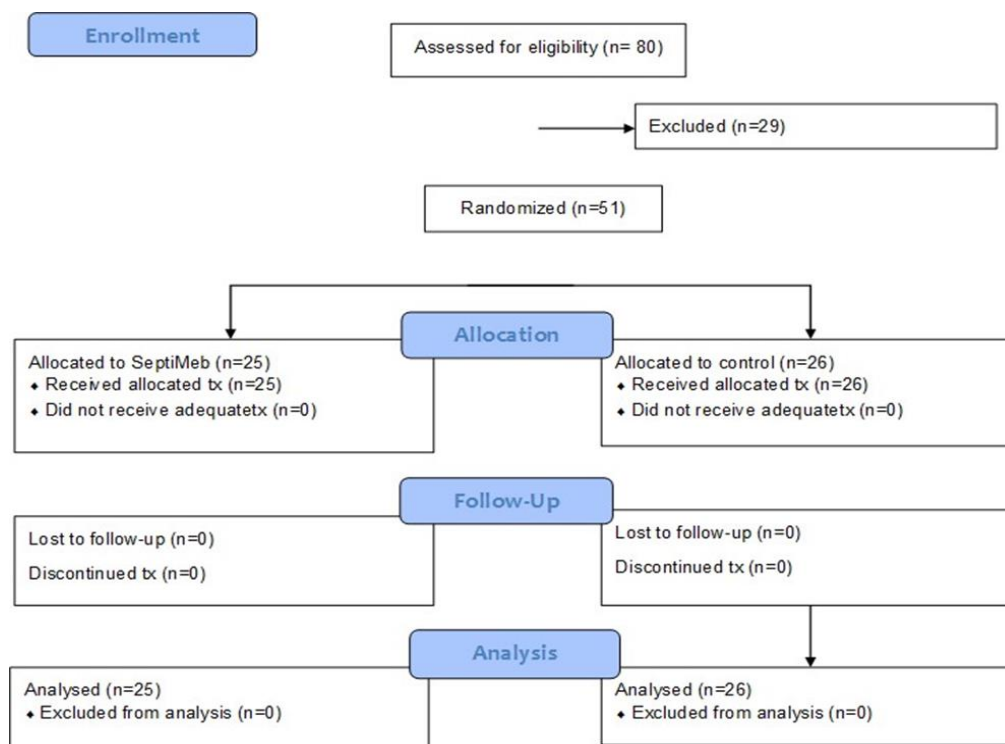 Enrollment
Assessed for eligibility (n= 80)
Excluded (n=29)
Randomized (n=51)
Allocation
Allocated to SeptiMeb (n=25)
⬥ Received allocated tx (n=25)
⬥ Did not receive adequatetx (n=0)
Allocated to control (n=26)
⬥ Received allocated tx (n=26)
⬥ Did not receive adequatetx (n=0)
Follow-Up
Lost to follow-up (n=0)
Discontinued tx (n=0)
Lost to follow-up (n=0)
Discontinued tx (n=0)
Analysis
Analysed (n=25)
⬥ Excluded from analysis (n=0)
Analysed (n=26)
⬥ Excluded from analysis (n=0)